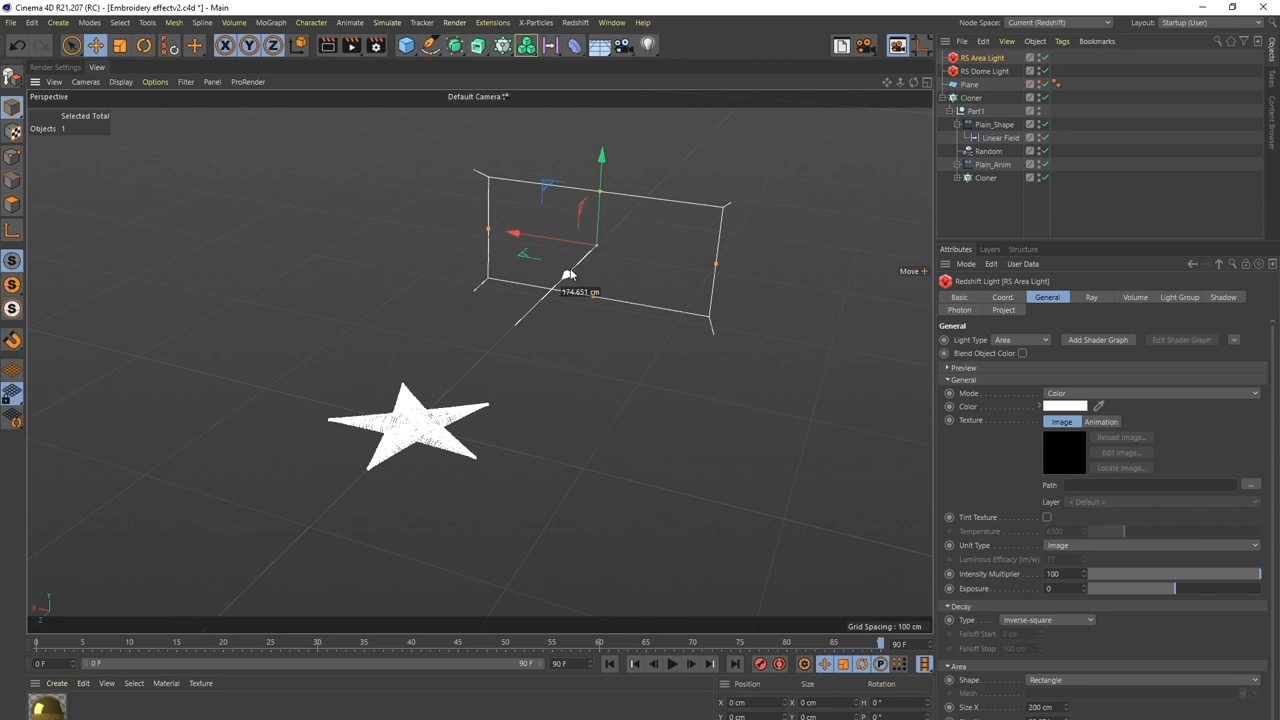 Cinema 4D R21.207 (RC) - [Embroidery effectv2.c4d *] - Main
File Edit Create Modes Select Tools Spline Volume MoGraph Character Animate Simulate Tracker Render Extensions X-Particles Redshift Window Help
Node Space: Current (Redshift) Layout: Startup (User)
File Edit View Object Tags Bookmarks
Render Settings View
View Cameras Display Options Filter Panel ProRender
Perspective Default Camera
Selected Total
Objects 1
RS Area Light
RS Dome Light
Plane
Cloner
Part1
Plain_Shape
Linear Field
Random
Plain_Anim
Cloner
Objects
Takes
Content Browser
Attributes Layers Structure
Mode Edit User Data
Move
174.651 cm
Redshift Light [RS Area Light]
Basic Coord. General Ray Volume Light Group Shadow
Photon Project
General
Light Type Area Add Shader Graph Edit Shader Graph
Blend Object Color
Preview
General
Mode Color
Color
Texture Image Animation
Reload Image...
Edit Image...
Locate Image...
Path ...
Layer < Default >
Tint Texture
Temperature 6500
Unit Type Image
Luminous Efficacy (lm/w) 17
Intensity Multiplier 100
Exposure 0
Decay
Type Inverse-square
Falloff Start 0 cm
Falloff Stop 100 cm
Area
Shape Rectangle
Mesh
Size X 200 cm
Attributes
Y
X
Z
Grid Spacing : 100 cm
0 5 10 15 20 25 30 35 40 45 50 55 60 65 70 75 80 85 90 F
0 F 0 F 90 F 90 F
Create Edit View Select Material Texture
Position Size Rotation
X 0 cm X 0 cm H 0 °
Y 0 cm Y 0 cm P 0 °